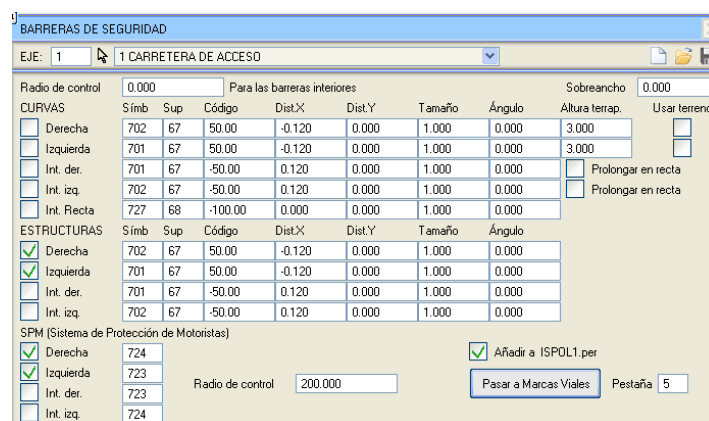 BARRERAS DE SEGURIDAD
EJE: 1 1 CARRETERA DE ACCESO
Radio de control 0.000 Para las barreras interiores Sobreancho 0.000
CURVAS Símb Sup Código Dist.X Dist.Y Tamaño Ángulo Altura terrap. Usar terreno
Derecha 702 67 50.00 -0.120 0.000 1.000 0.000 3.000
Izquierda 701 67 50.00 -0.120 0.000 1.000 0.000 3.000
Int. der. 701 67 -50.00 0.120 0.000 1.000 0.000 Prolongar en recta
Int. izq. 702 67 -50.00 0.120 0.000 1.000 0.000 Prolongar en recta
Int. Recta 727 68 -100.00 0.000 0.000 1.000 0.000
ESTRUCTURAS Símb Sup Código Dist.X Dist.Y Tamaño Ángulo
Derecha 702 67 50.00 -0.120 0.000 1.000 0.000
Izquierda 701 67 50.00 -0.120 0.000 1.000 0.000
Int. der. 701 67 -50.00 0.120 0.000 1.000 0.000
Int. izq. 702 67 -50.00 0.120 0.000 1.000 0.000
SPM (Sistema de Protección de Motoristas)
Derecha 724 Añadir a ISPOL1.per
Izquierda 723 Radio de control 200.000 Pasar a Marcas Viales Pestaña 5
Int. der. 723
Int. izq. 724